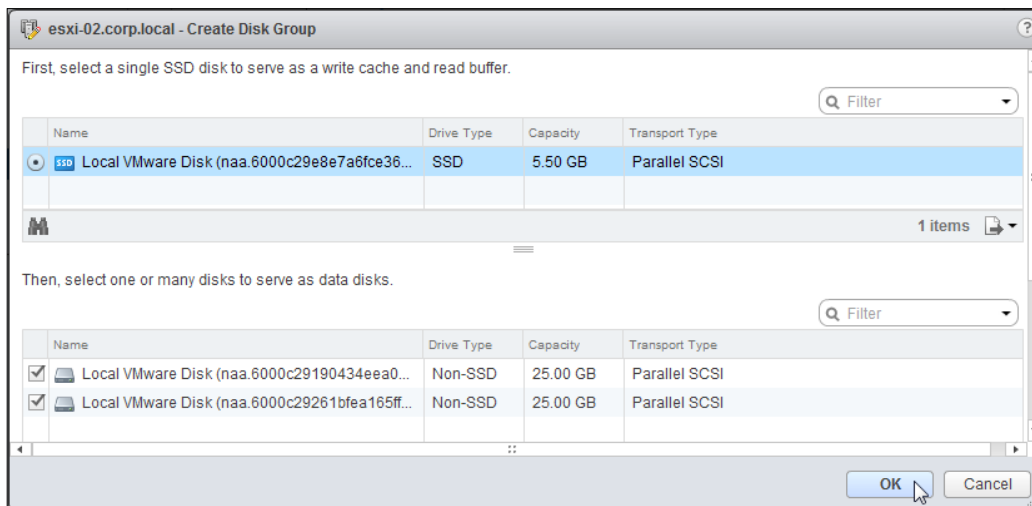 esxi-02.corp.local - Create Disk Group ?
First, select a single SSD disk to serve as a write cache and read buffer.
Filter
Name Drive Type Capacity Transport Type
SSD Local VMware Disk (naa.6000c29e8e7a6fce36... SSD 5.50 GB Parallel SCSI
1 items
Then, select one or many disks to serve as data disks.
Filter
Name Drive Type Capacity Transport Type
Local VMware Disk (naa.6000c29190434eea0... Non-SSD 25.00 GB Parallel SCSI
Local VMware Disk (naa.6000c29261bfea165ff... Non-SSD 25.00 GB Parallel SCSI
OK Cancel